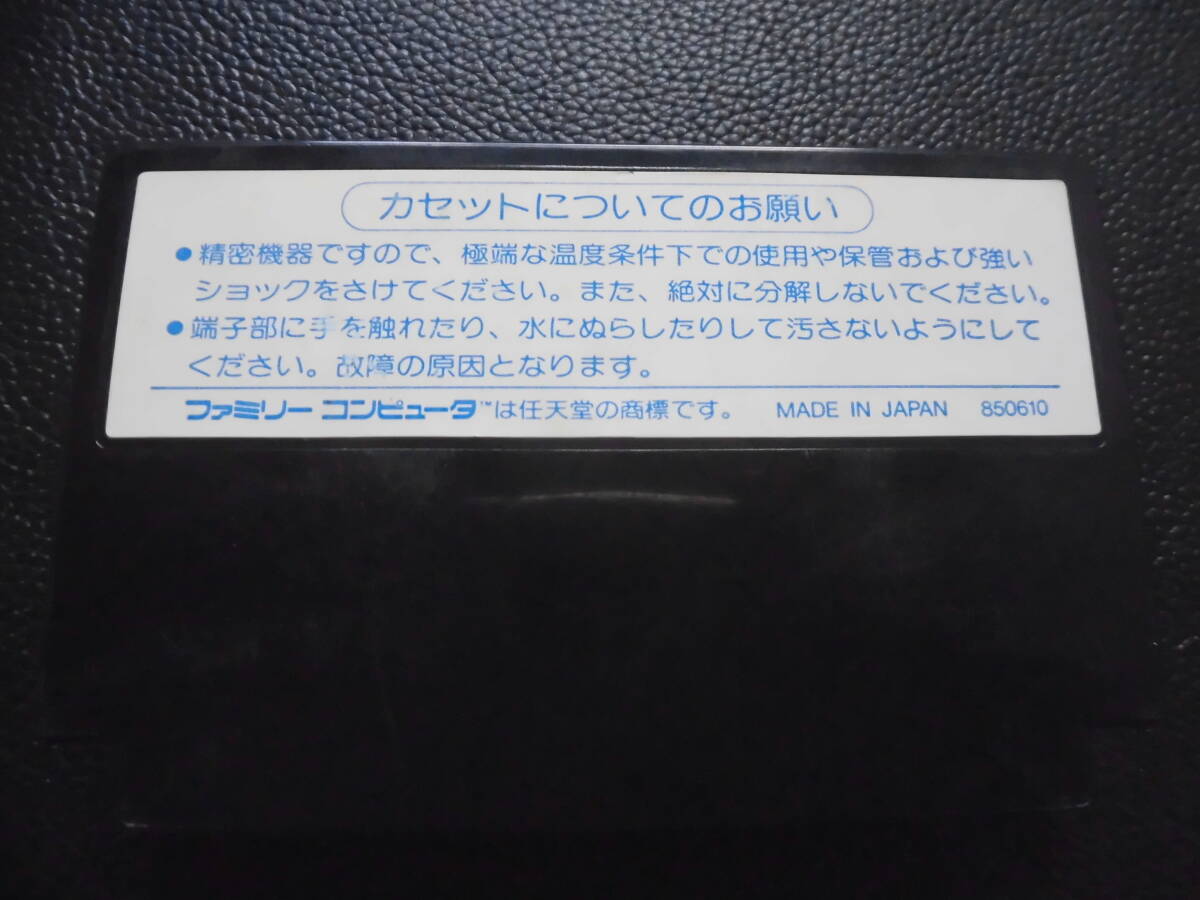 カセットについてのお願い
●精密機器ですので、極端な温度条件下での使用や保管および強い
ショックをさけてください。また、絶対に分解しないでください。
●端子部に手を触れたり、水にぬらしたりして汚さないようにして
ください。故障の原因となります。
ファミリーコンピュータ™は任天堂の商標です。 MADE IN JAPAN 850610